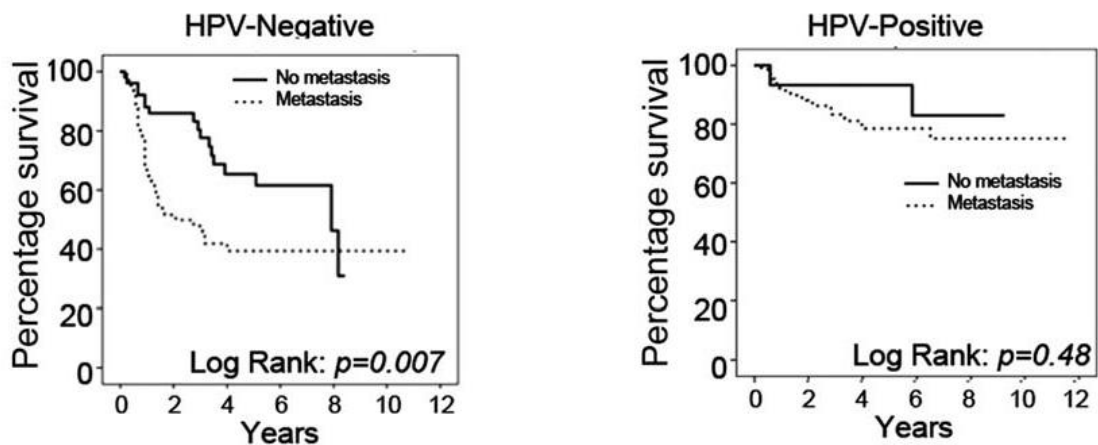 HPV-Negative
Percentage survival
100
80
60
40
20
0
No metastasis
Metastasis
Log Rank: p=0.007
0 2 4 6 8 10 12
Years
HPV-Positive
Percentage survival
100
80
60
40
20
0
No metastasis
Metastasis
Log Rank: p=0.48
0 2 4 6 8 10 12
Years